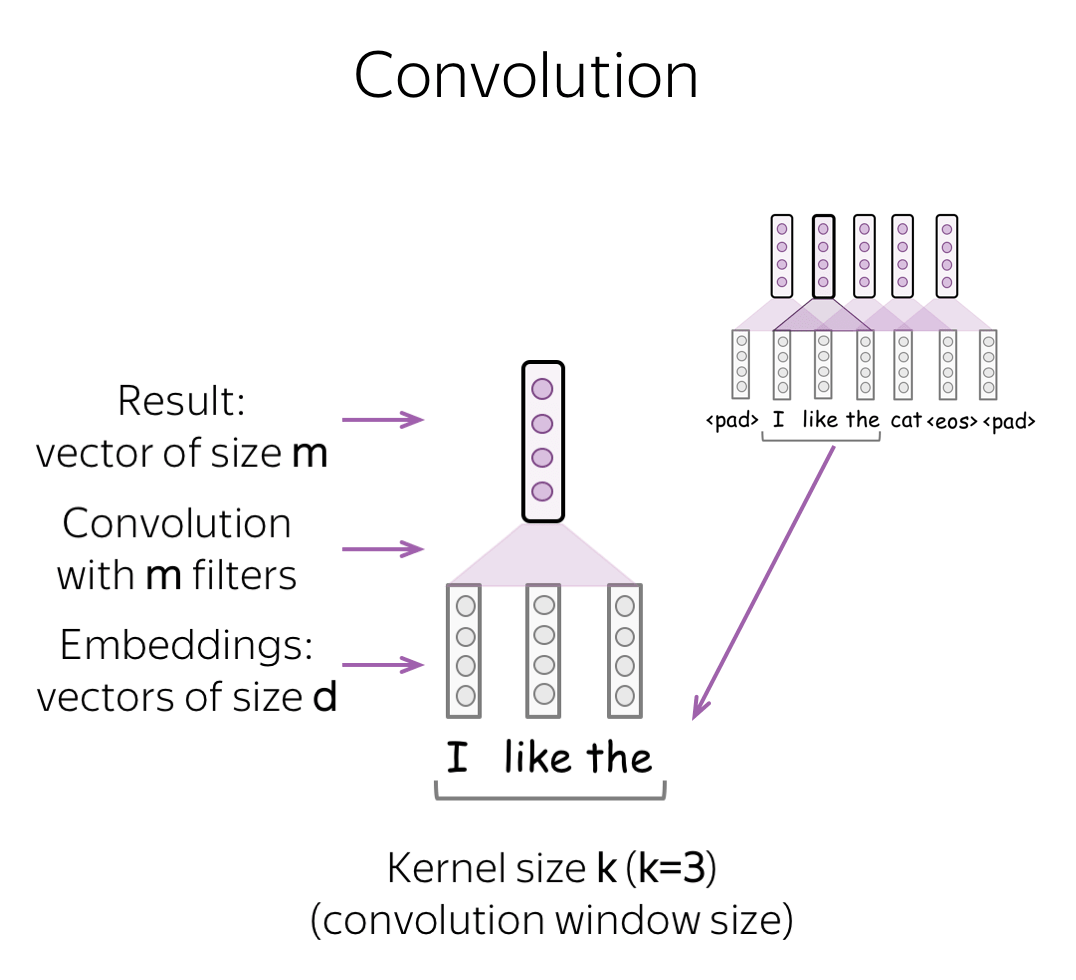 Convolution
<pad> I like the cat <eos> <pad>
Result:
vector of size m
Convolution
with m filters
Embeddings:
vectors of size d
I like the
Kernel size k (k=3)
(convolution window size)